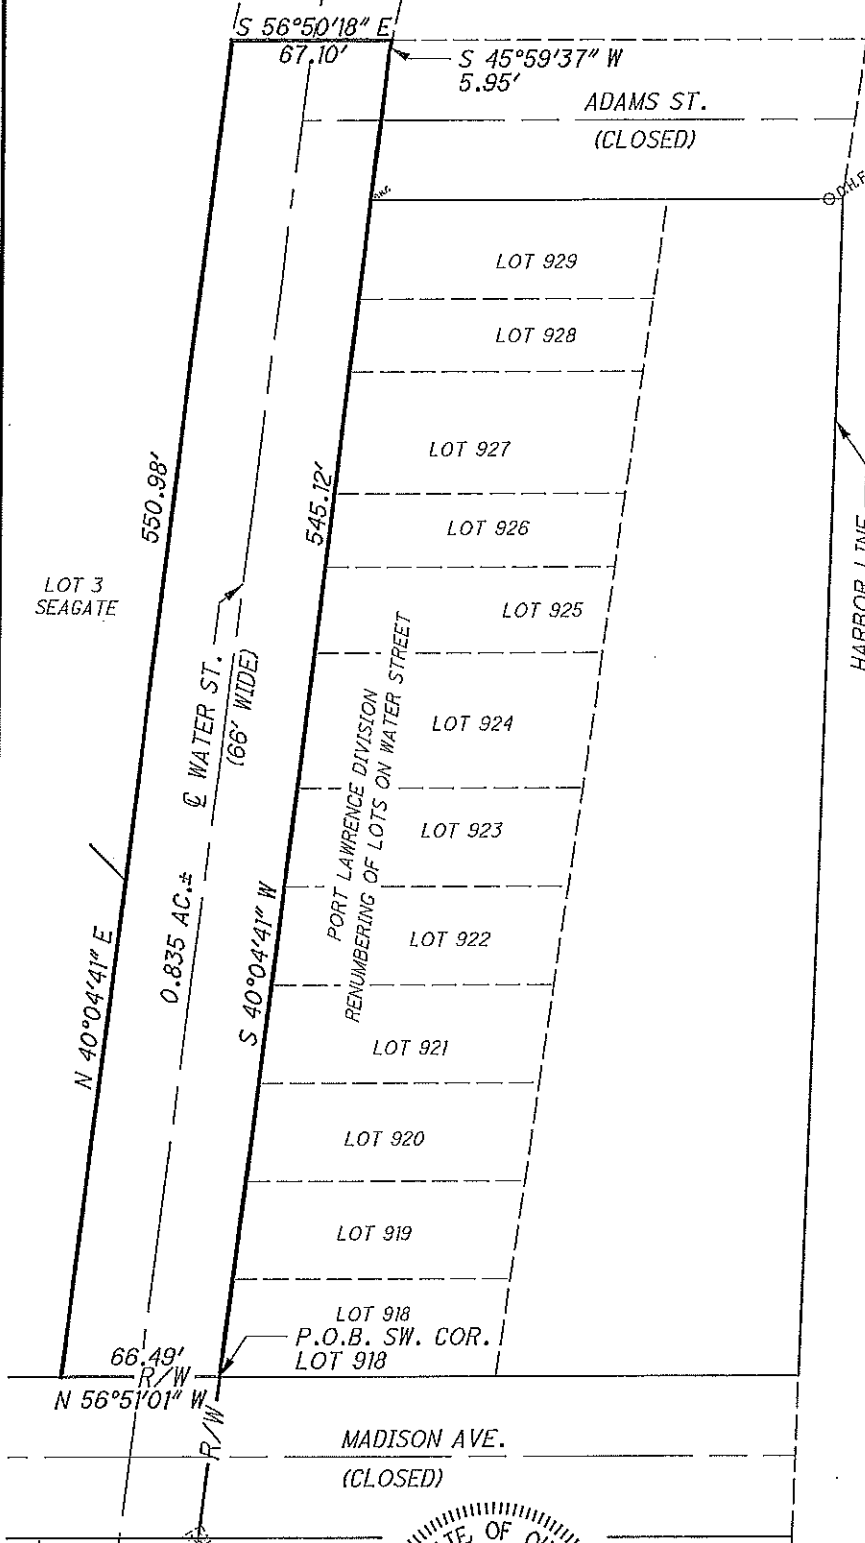 S 56°50'18" E
67.10'
S 45°59'37" W
5.95'
ADAMS ST.
(CLOSED)
D.H.F
LOT 929
LOT 928
LOT 927
LOT 926
LOT 925
LOT 924
LOT 923
LOT 922
LOT 921
LOT 920
LOT 919
LOT 918
550.98'
545.12'
HARBOR LINE
LOT 3
SEAGATE
℄ WATER ST.
(66' WIDE)
PORT LAWRENCE DIVISION
RENUMBERING OF LOTS ON WATER STREET
0.835 AC.±
N 40°04'41" E
S 40°04'41" W
P.O.B. SW. COR.
LOT 918
66.49'
R/W
N 56°51'01" W
R/W
MADISON AVE.
(CLOSED)
OF